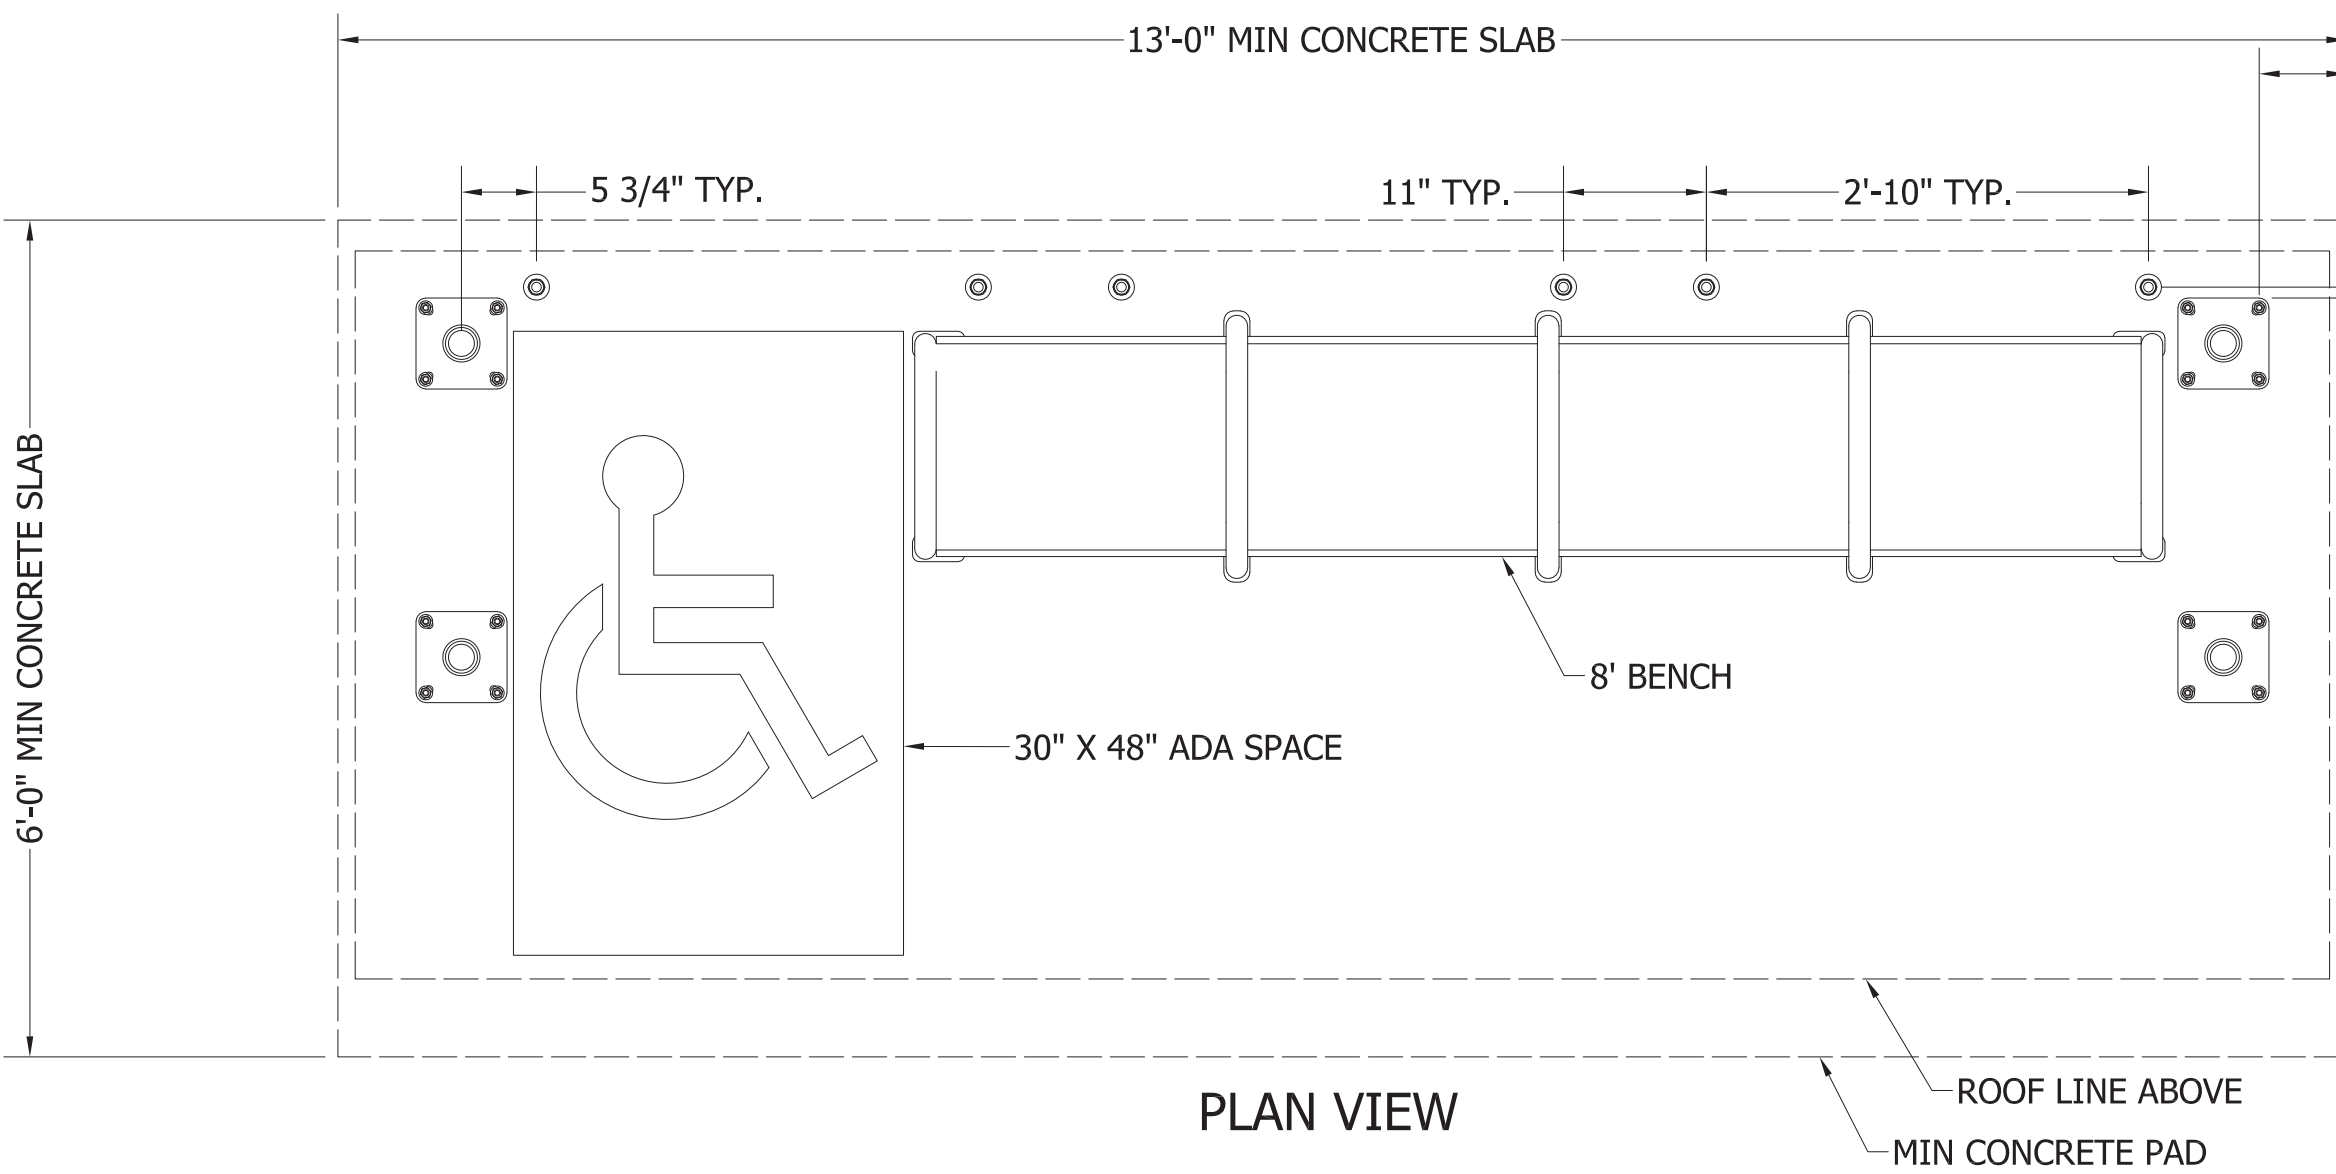 13'-0" MIN CONCRETE SLAB
5 3/4" TYP.
11" TYP.
2'-10" TYP.
6'-0" MIN CONCRETE SLAB
8' BENCH
30" X 48" ADA SPACE
PLAN VIEW
ROOF LINE ABOVE
MIN CONCRETE PAD